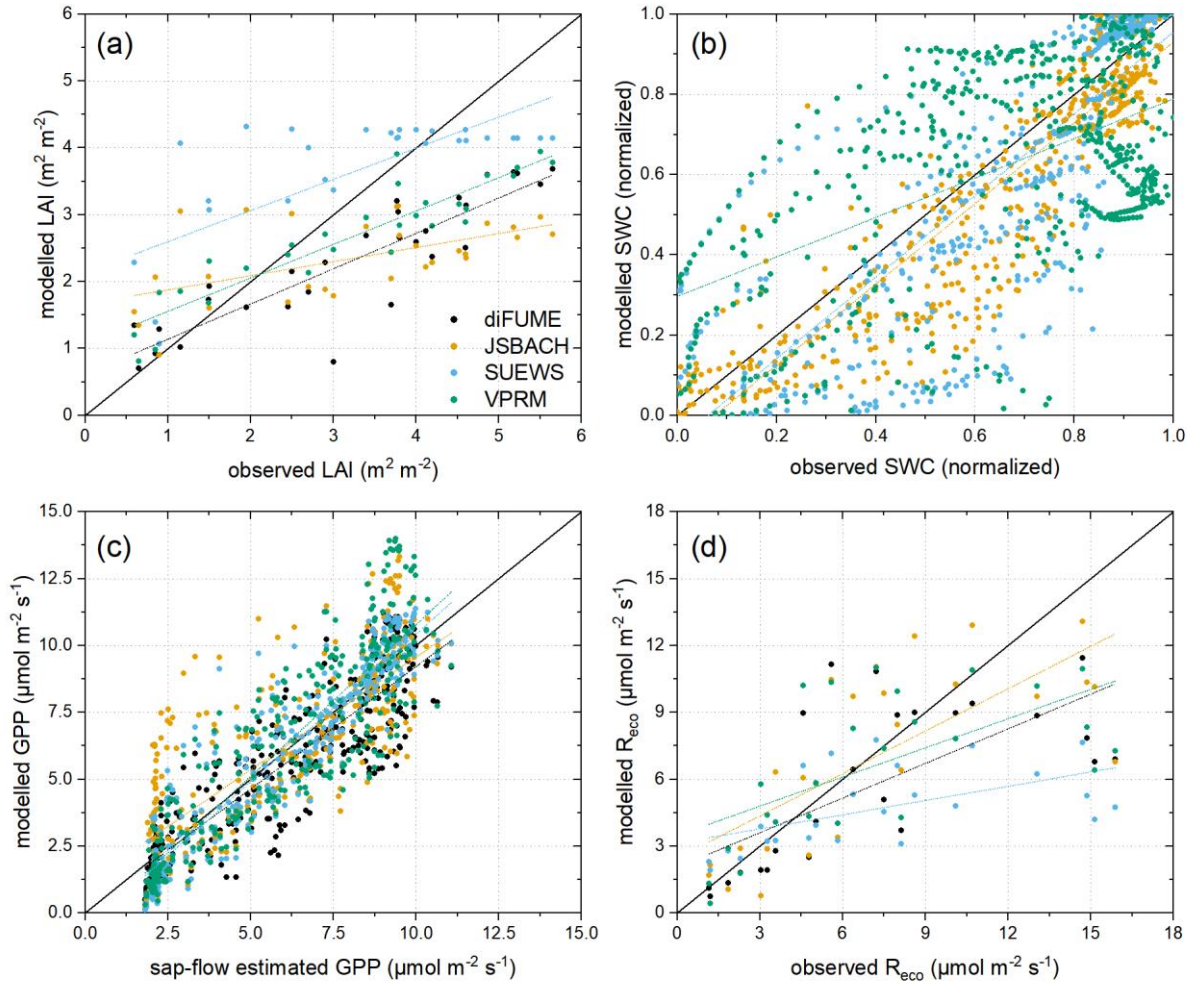 (a)
6
5
4
3
2
1
0
modelled LAI (m² m⁻²)
0 1 2 3 4 5 6
observed LAI (m² m⁻²)
diFUME
JSBACH
SUEWS
VPRM
(b)
1.0
0.8
0.6
0.4
0.2
0.0
modelled SWC (normalized)
0.0 0.2 0.4 0.6 0.8 1.0
observed SWC (normalized)
(c)
15.0
12.5
10.0
7.5
5.0
2.5
0.0
modelled GPP (μmol m⁻² s⁻¹)
0.0 2.5 5.0 7.5 10.0 12.5 15.0
sap-flow estimated GPP (μmol m⁻² s⁻¹)
(d)
18
15
12
9
6
3
0
modelled Rₑcₒ (μmol m⁻² s⁻¹)
0 3 6 9 12 15 18
observed Rₑcₒ (μmol m⁻² s⁻¹)